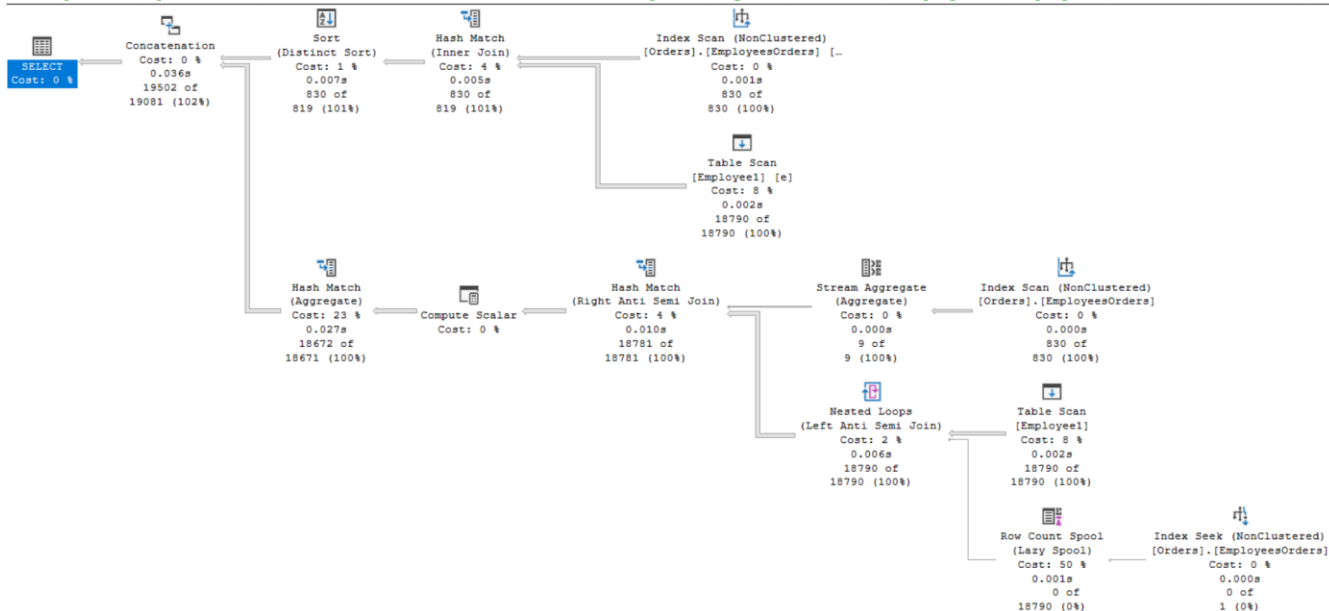 SELECT
Cost: 0 %
Concatenation
Cost: 0 %
0.036s
19502 of
19081 (102%)
Sort
(Distinct Sort)
Cost: 1 %
0.007s
830 of
819 (101%)
Hash Match
(Inner Join)
Cost: 4 %
0.005s
830 of
819 (101%)
Index Scan (NonClustered)
[Orders].[EmployeesOrders] […
Cost: 0 %
0.001s
830 of
830 (100%)
Table Scan
[Employee1] [e]
Cost: 8 %
0.002s
18790 of
18790 (100%)
Hash Match
(Aggregate)
Cost: 23 %
0.027s
18672 of
18671 (100%)
Compute Scalar
Cost: 0 %
Hash Match
(Right Anti Semi Join)
Cost: 4 %
0.010s
18781 of
18781 (100%)
Stream Aggregate
(Aggregate)
Cost: 0 %
0.000s
9 of
9 (100%)
Index Scan (NonClustered)
[Orders].[EmployeesOrders]
Cost: 0 %
0.000s
830 of
830 (100%)
Nested Loops
(Left Anti Semi Join)
Cost: 2 %
0.006s
18790 of
18790 (100%)
Table Scan
[Employee1]
Cost: 8 %
0.002s
18790 of
18790 (100%)
Row Count Spool
(Lazy Spool)
Cost: 50 %
0.001s
0 of
18790 (0%)
Index Seek (NonClustered)
[Orders].[EmployeesOrders]
Cost: 0 %
0.000s
0 of
1 (0%)